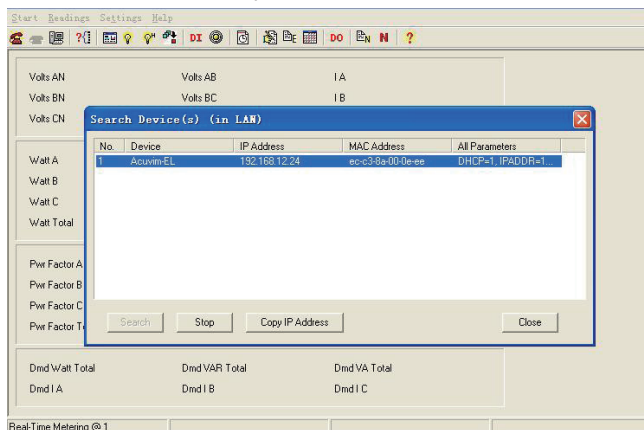 Start Readings Settings Help
?{} DI E DO N N ?
Volts AN Volts AB I A
Volts BN Volts BC I B
Volts CN
Search Device(s) (in LAN)
No. Device IP Address MAC Address All Parameters
1 Acuvim-EL 192.168.12.24 ec-c3-8a-00-0e-ee DHCP=1, IPADDR=1...
Watt A
Watt B
Watt C
Watt Total
Pwr Factor A
Pwr Factor B
Pwr Factor C
Pwr Factor T
Search Stop Copy IP Address Close
Dmd Watt Total Dmd VAR Total Dmd VA Total
Dmd I A Dmd I B Dmd I C
Real-Time Metering @ 1